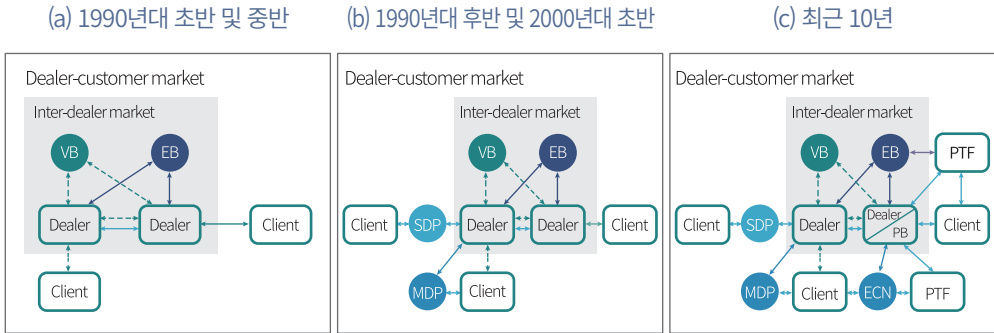 (a) 1990년대 초반 및 중반
Dealer-customer market
Inter-dealer market
VB
EB
Dealer
Dealer
Client
Client
(b) 1990년대 후반 및 2000년대 초반
Dealer-customer market
Inter-dealer market
VB
EB
Client
SDP
Dealer
Dealer
Client
MDP
Client
(c) 최근 10년
Dealer-customer market
Inter-dealer market
VB
EB
PTF
Client
SDP
Dealer
Dealer
PB
Client
MDP
Client
ECN
PTF